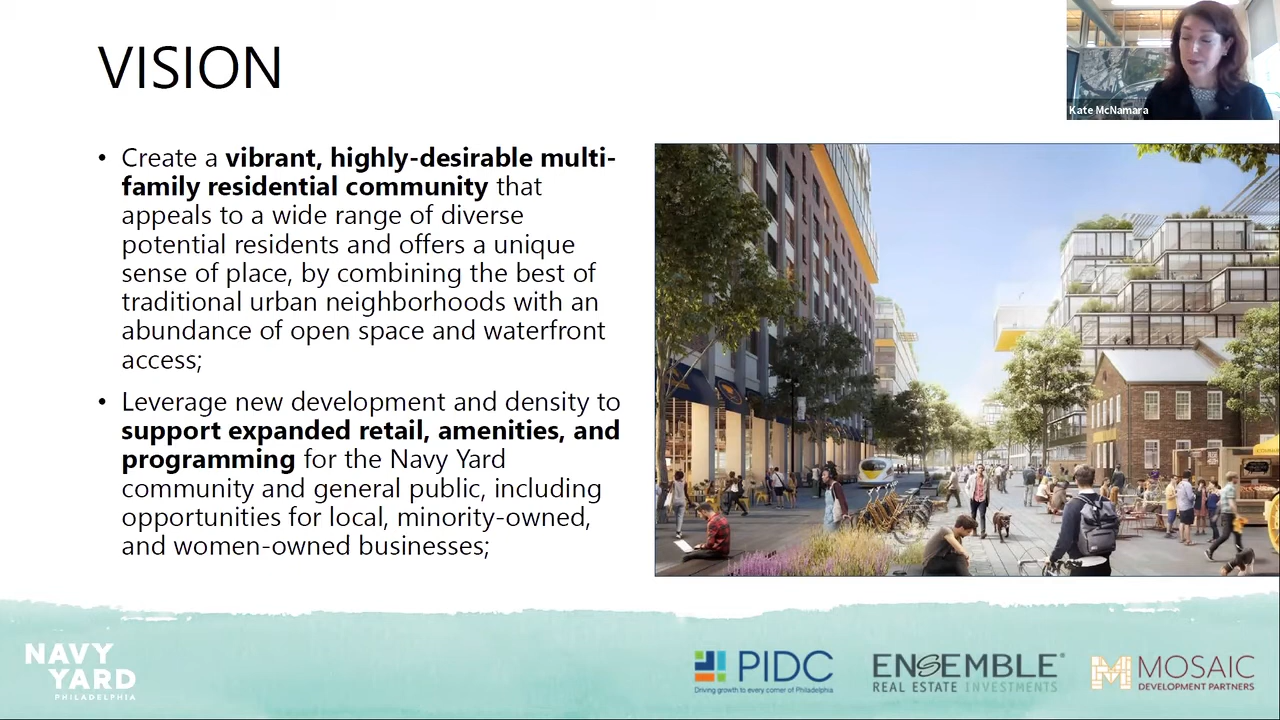 VISION
Kate McNamara
• Create a vibrant, highly-desirable multi-
family residential community that
appeals to a wide range of diverse
potential residents and offers a unique
sense of place, by combining the best of
traditional urban neighborhoods with an
abundance of open space and waterfront
access;
• Leverage new development and density to
support expanded retail, amenities, and
programming for the Navy Yard
community and general public, including
opportunities for local, minority-owned,
and women-owned businesses;
NAVY
YARD
PHILADELPHIA
PIDC
Driving growth to every corner of Philadelphia
ENSEMBLE®
REAL ESTATE INVESTMENTS
MOSAIC
DEVELOPMENT PARTNERS